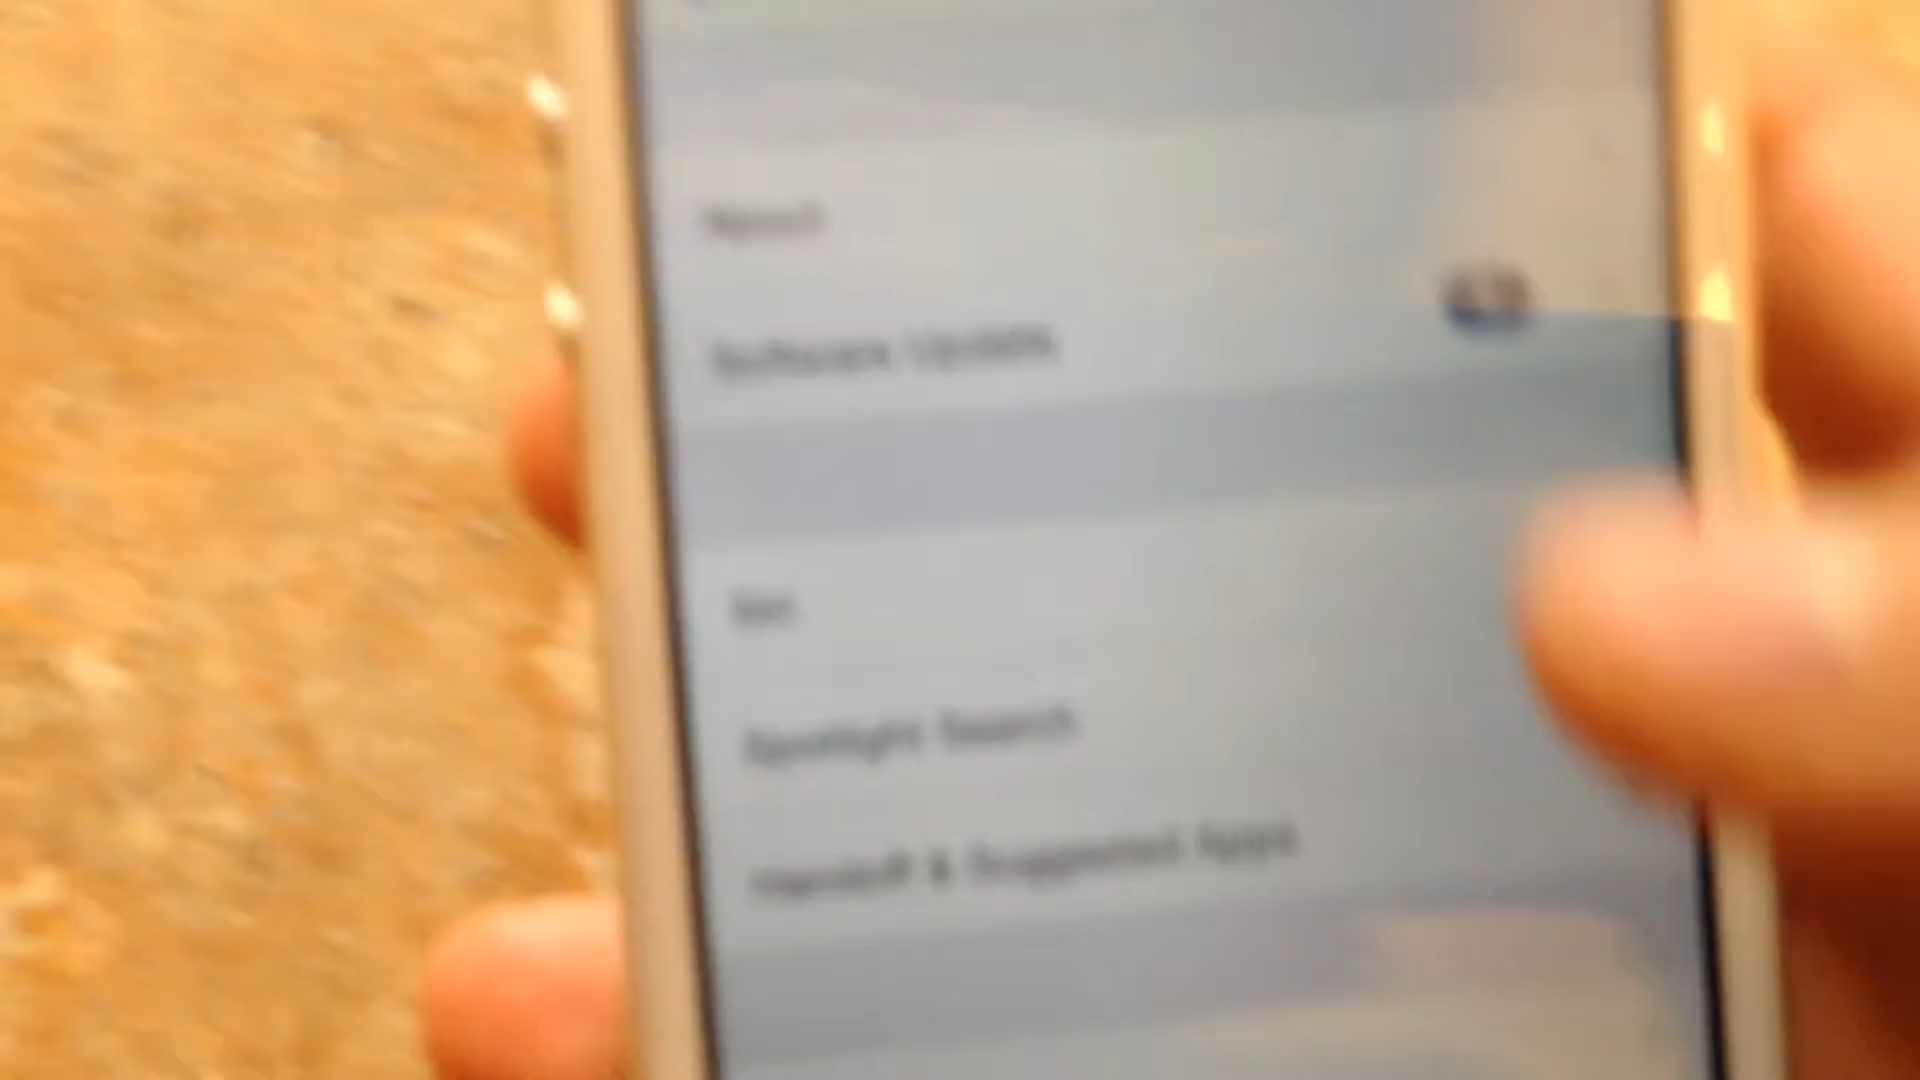 About
Software Update
Siri
Spotlight Search
Handoff & Suggested Apps